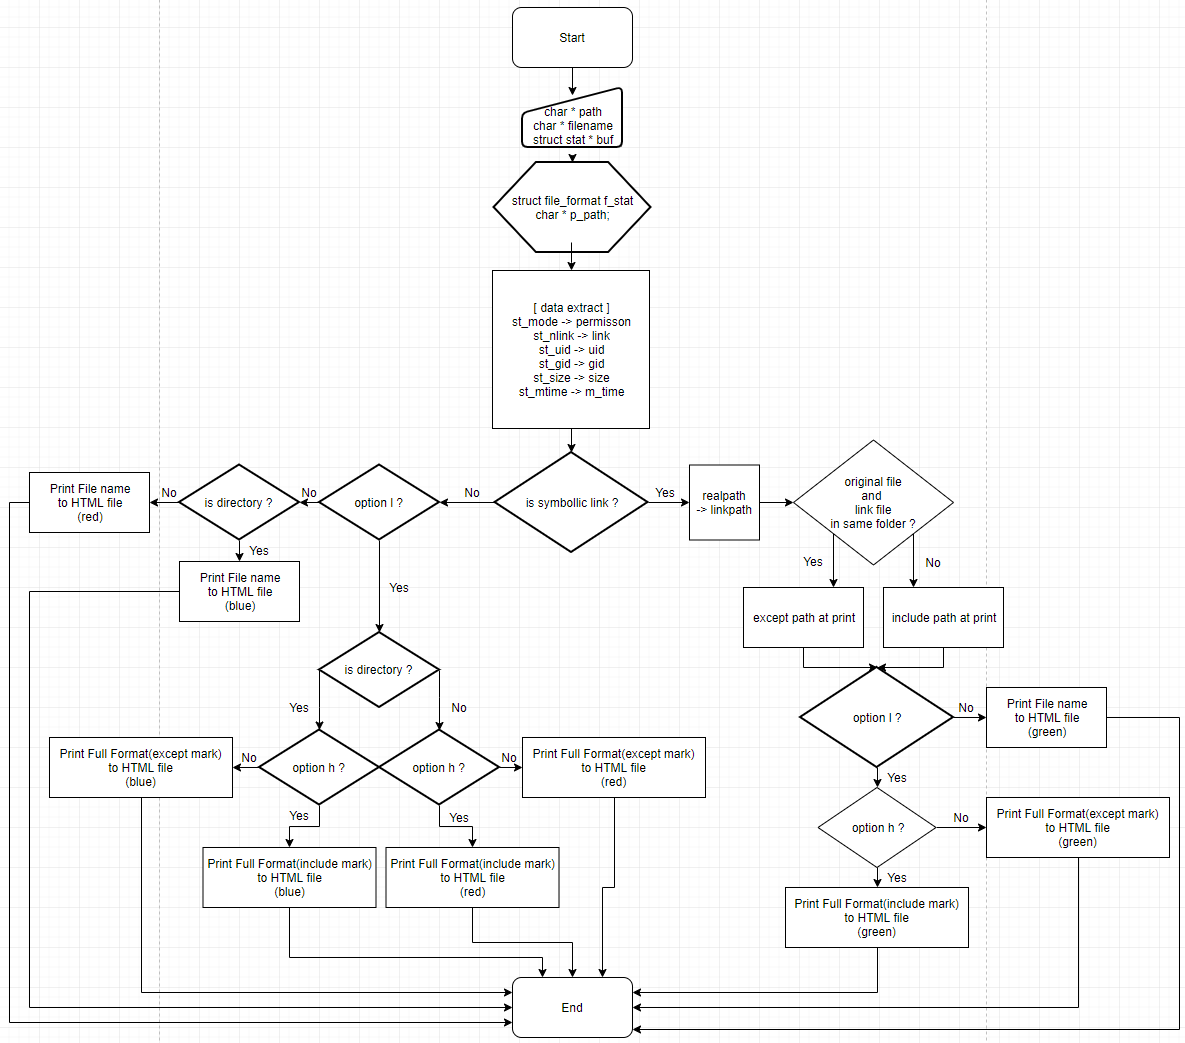 Start
char * path
char * filename
struct stat * buf
struct file_format f_stat
char * p_path;
[ data extract ]
st_mode -> permisson
st_nlink -> link
st_uid -> uid
st_gid -> gid
st_size -> size
st_mtime -> m_time
is symbollic link ?
No
Yes
option l ?
No
Yes
is directory ?
No
Yes
Print File name
to HTML file
(red)
Print File name
to HTML file
(blue)
is directory ?
Yes
No
option h ?
No
Yes
option h ?
No
Yes
Print Full Format(except mark)
to HTML file
(blue)
Print Full Format(except mark)
to HTML file
(red)
Print Full Format(include mark)
to HTML file
(blue)
Print Full Format(include mark)
to HTML file
(red)
realpath
-> linkpath
original file
and
link file
in same folder ?
Yes
No
except path at print
include path at print
option l ?
No
Yes
Print File name
to HTML file
(green)
option h ?
No
Yes
Print Full Format(except mark)
to HTML file
(green)
Print Full Format(include mark)
to HTML file
(green)
End